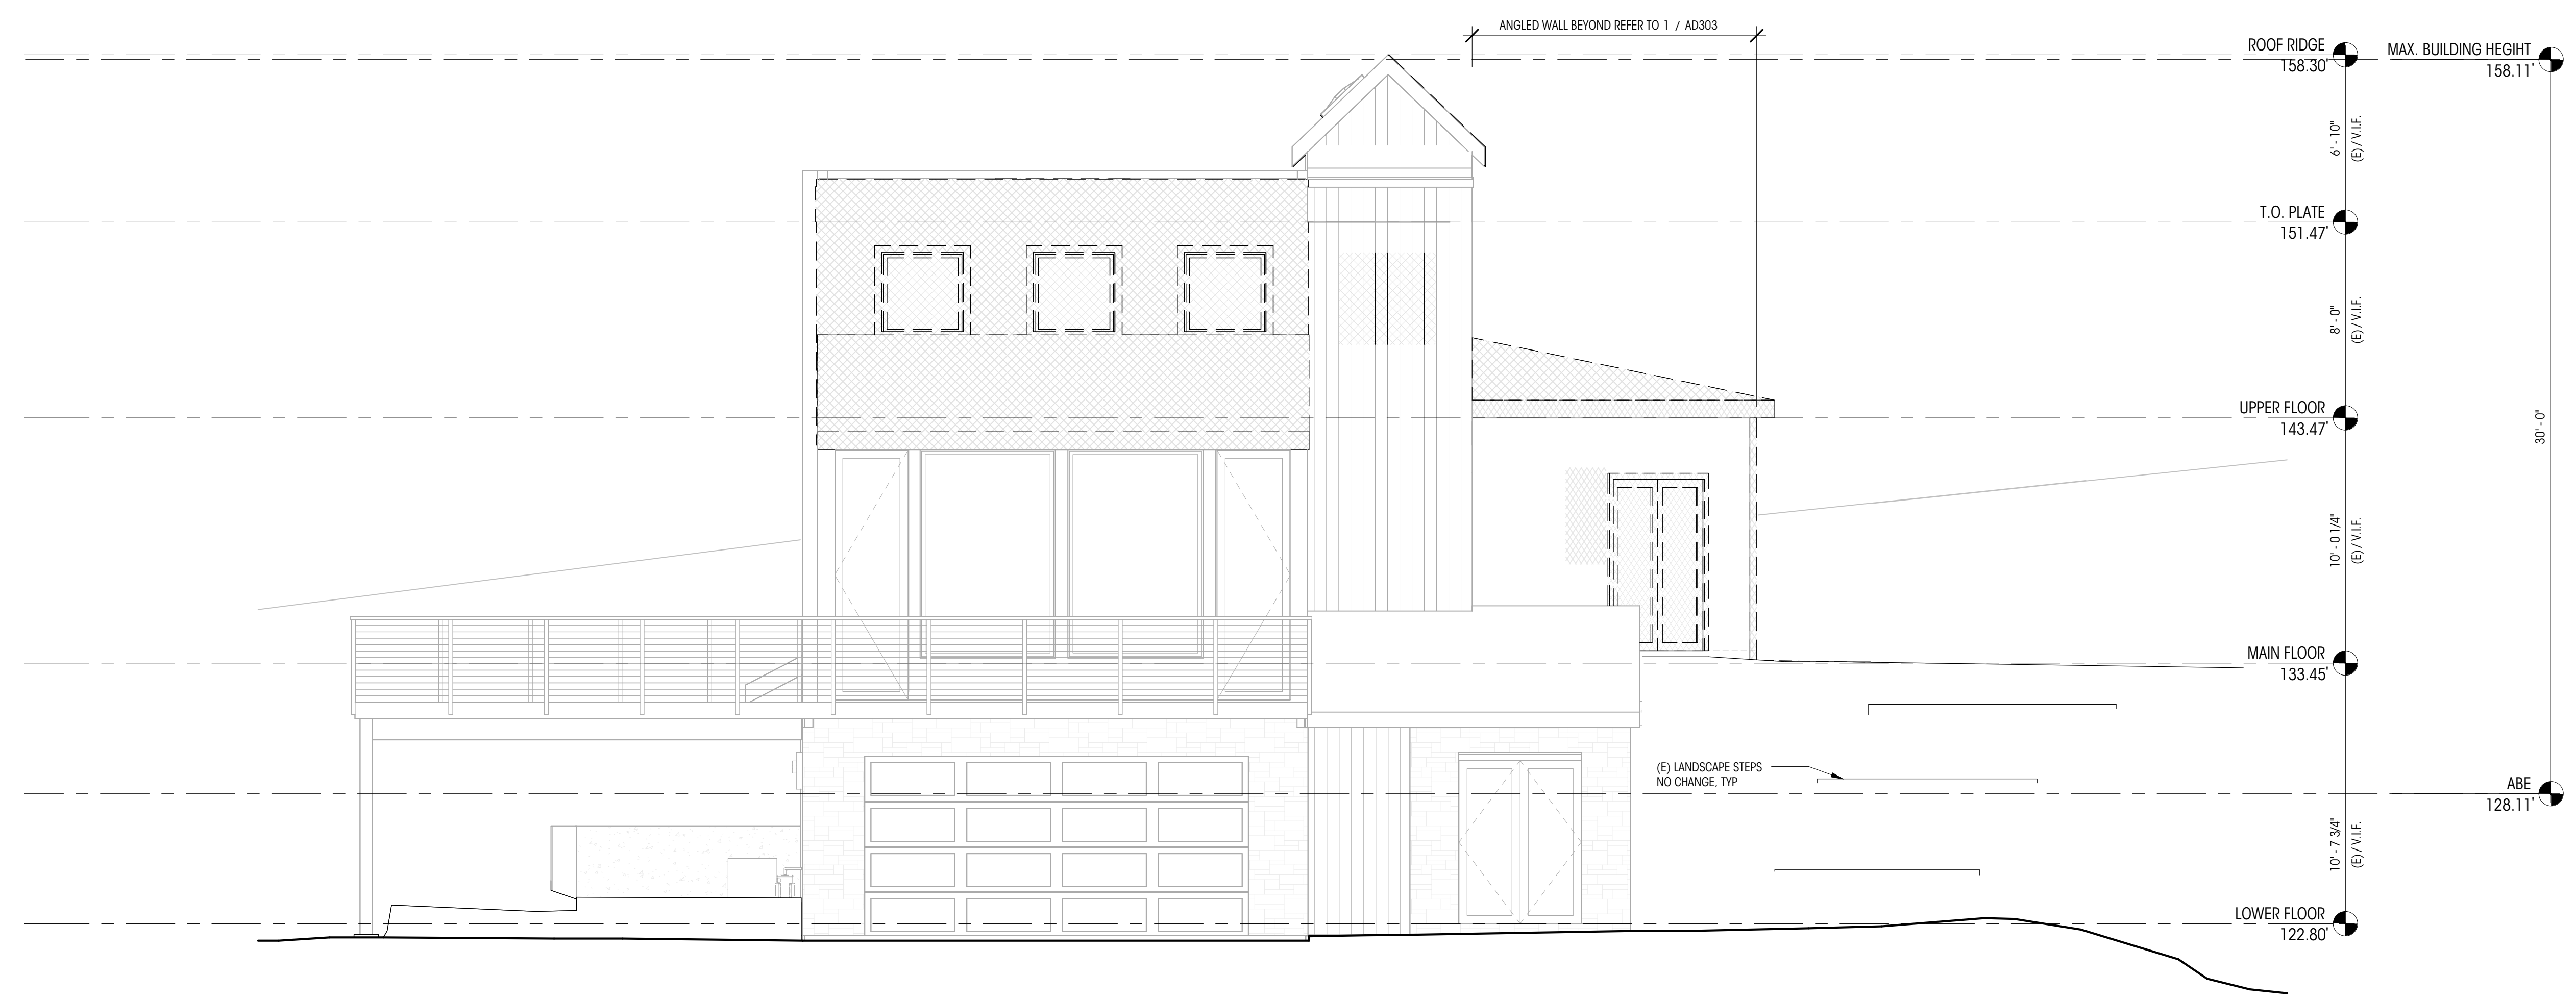 ANGLED WALL BEYOND REFER TO 1 / AD303
ROOF RIDGE
158.30'
MAX. BUILDING HEGIHT
158.11'
6' - 10"
(E) / V.I.F.
T.O. PLATE
151.47'
8' - 0"
(E) / V.I.F.
UPPER FLOOR
143.47'
30' - 0"
10' - 0 1/4"
(E) / V.I.F.
MAIN FLOOR
133.45'
(E) LANDSCAPE STEPS
NO CHANGE, TYP
ABE
128.11'
10' - 7 3/4"
(E) / V.I.F.
LOWER FLOOR
122.80'